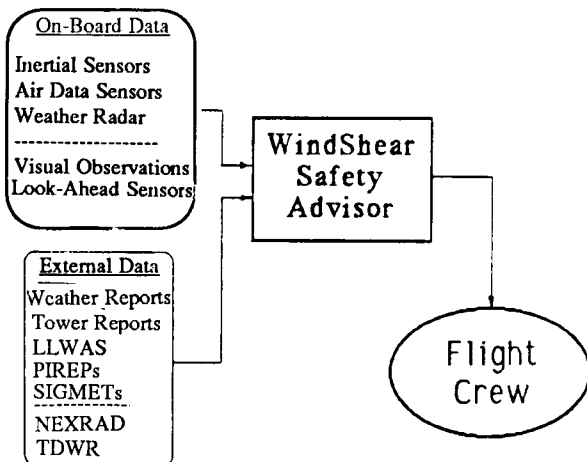 On-Board Data
Inertial Sensors
Air Data Sensors
Weather Radar
Visual Observations
Look-Ahead Sensors
External Data
Weather Reports
Tower Reports
LLWAS
PIREPs
SIGMETs
NEXRAD
TDWR
WindShear
Safety
Advisor
Flight
Crew